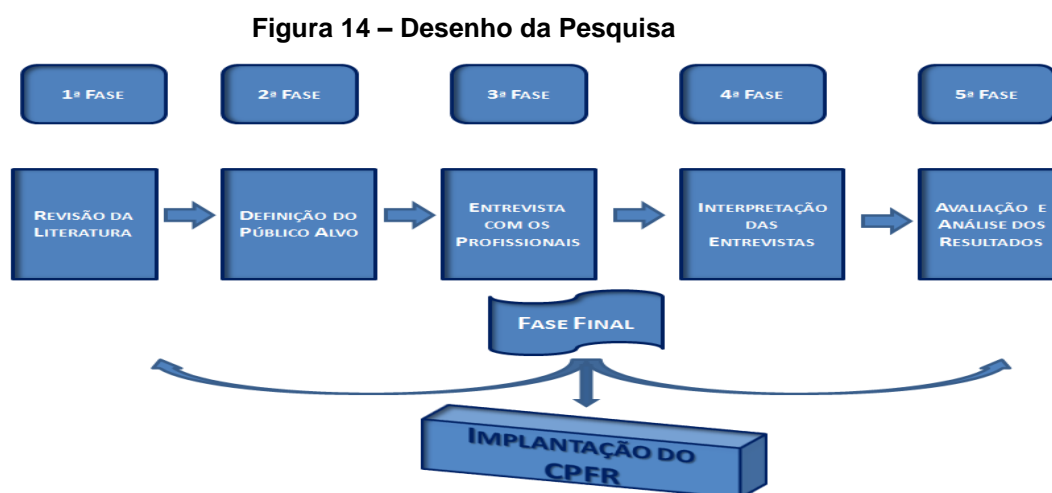 Figura 14 – Desenho da Pesquisa
1ª FASE
2ª FASE
3ª FASE
4ª FASE
5ª FASE
REVISÃO DA
LITERATURA
DEFINIÇÃO DO
PÚBLICO ALVO
ENTREVISTA
COM OS
PROFISSIONAIS
INTERPRETAÇÃO
DAS
ENTREVISTAS
AVALIAÇÃO E
ANÁLISE DOS
RESULTADOS
FASE FINAL
IMPLANTAÇÃO DO
CPFR